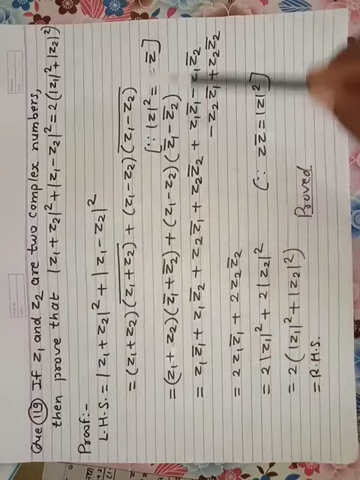 Que (119) If z₁ and z₂ are two complex numbers,
then prove that |z₁+z₂|²+|z₁-z₂|²=2(|z₁|²+|z₂|²)
Proof:-
L.H.S.= |z₁+z₂|²+|z₁-z₂|²
= (z₁+z₂)(\overline{z₁+z₂}) + (z₁-z₂)(\overline{z₁-z₂})
[∵ |z|² = z̄]
= (z₁+z₂)(z̄₁+z̄₂)+(z₁-z₂)(z̄₁-z̄₂)
= z₁z̄₁+z₁z̄₂+z₂z̄₁+z₂z̄₂+z₁z̄₁-z₁z̄₂
-z₂z̄₁+z₂z̄₂
= 2z₁z̄₁+2z₂z̄₂
= 2|z₁|²+2|z₂|² (∵ zz̄=|z|²]
= 2(|z₁|²+|z₂|²)
= R.H.S. Proved